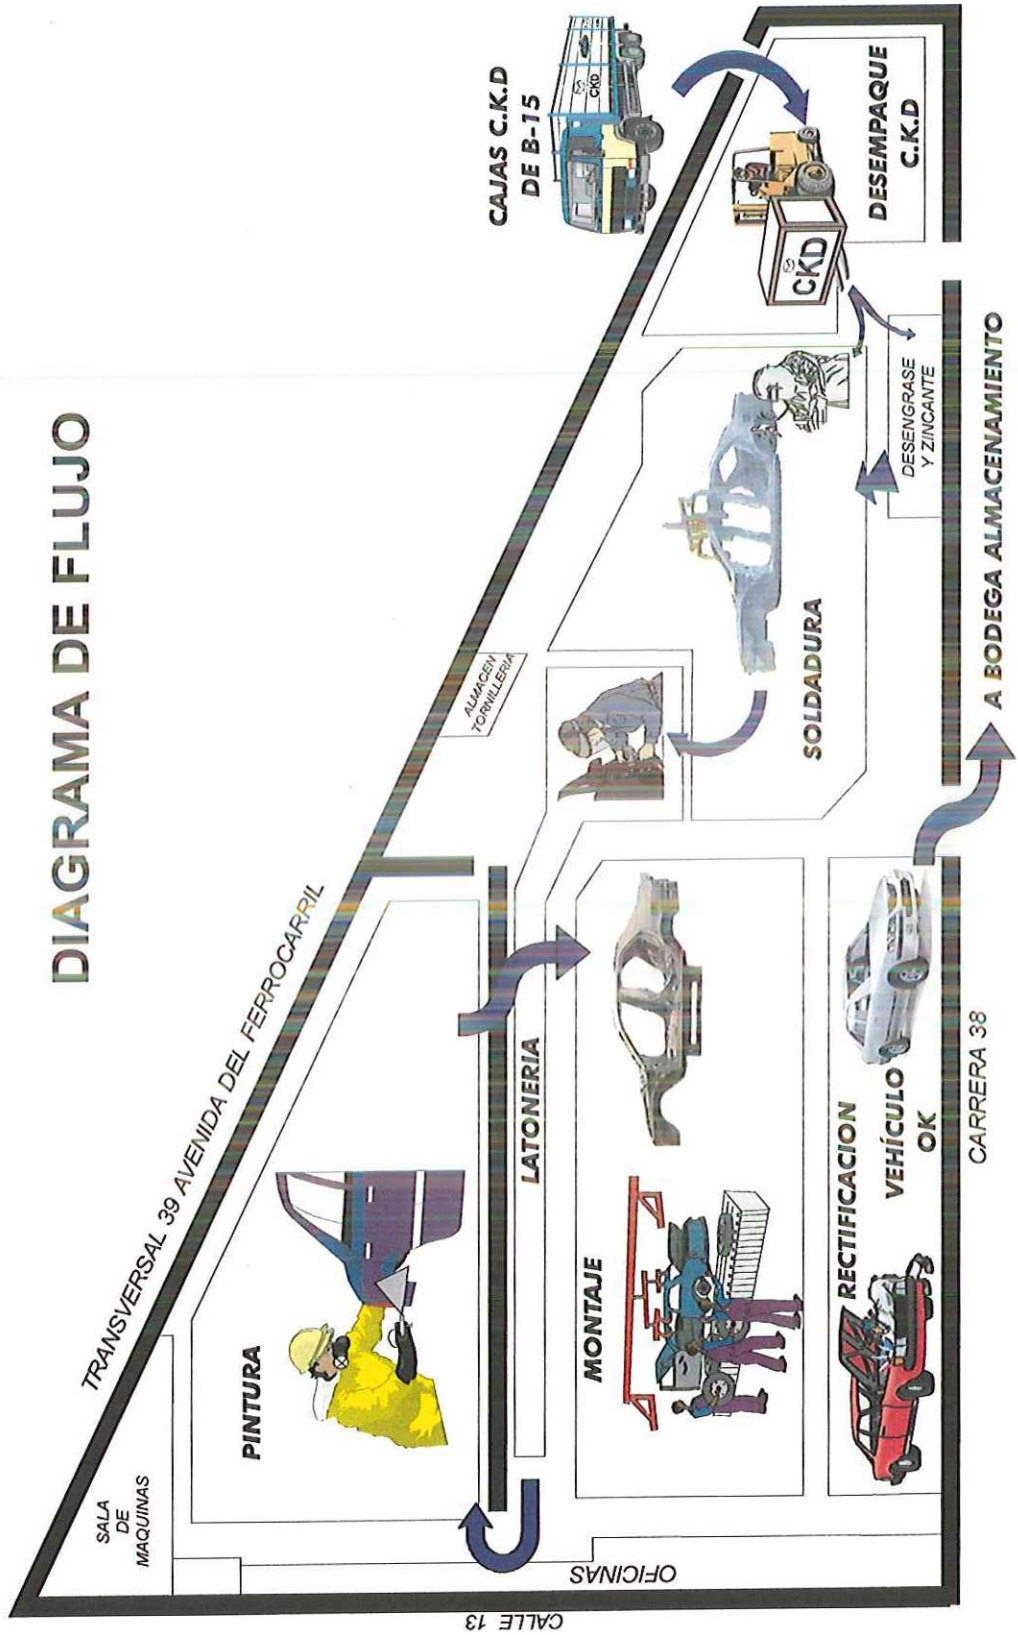 DIAGRAMA DE FLUJO
TRANSVERSAL 39 AVENIDA DEL FERROCARRIL
SALA
DE
MAQUINAS
PINTURA
ALMACEN
TORNILLERIA
CAJAS C.K.D
DE B-15
CKD
LATONERIA
CKD
MONTAJE
SOLDADURA
DESEMPAQUE
C.K.D
DESENGRASE
Y ZINCANTE
RECTIFICACION
VEHÍCULO
OK
OFICINAS
CALLE 13
CARRERA 38
A BODEGA ALMACENAMIENTO